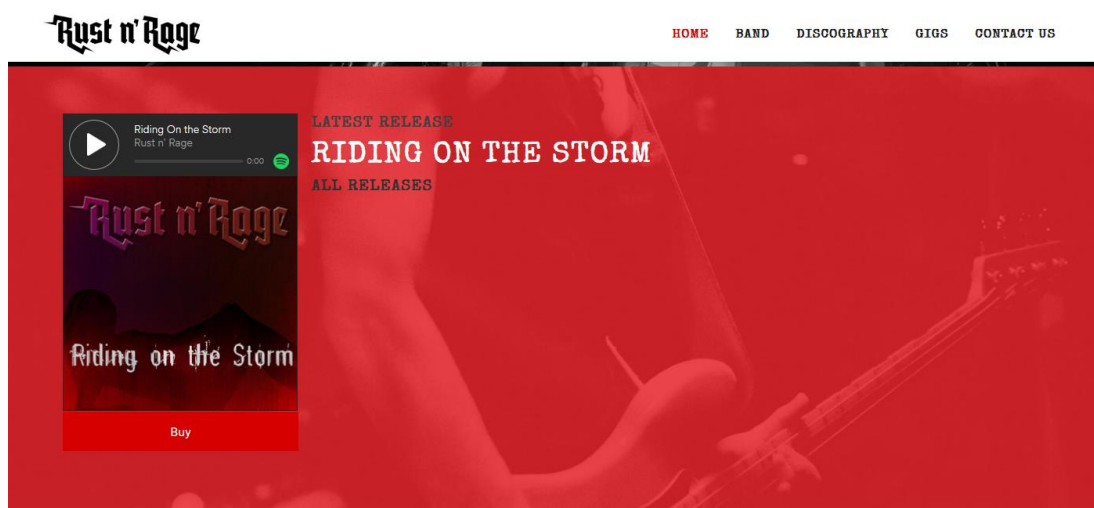 Rust n' Rage
HOME BAND DISCOGRAPHY GIGS CONTACT US
Riding On the Storm
Rust n' Rage
0:00
Rust n' Rage
Riding on the Storm
Buy
LATEST RELEASE
RIDING ON THE STORM
ALL RELEASES